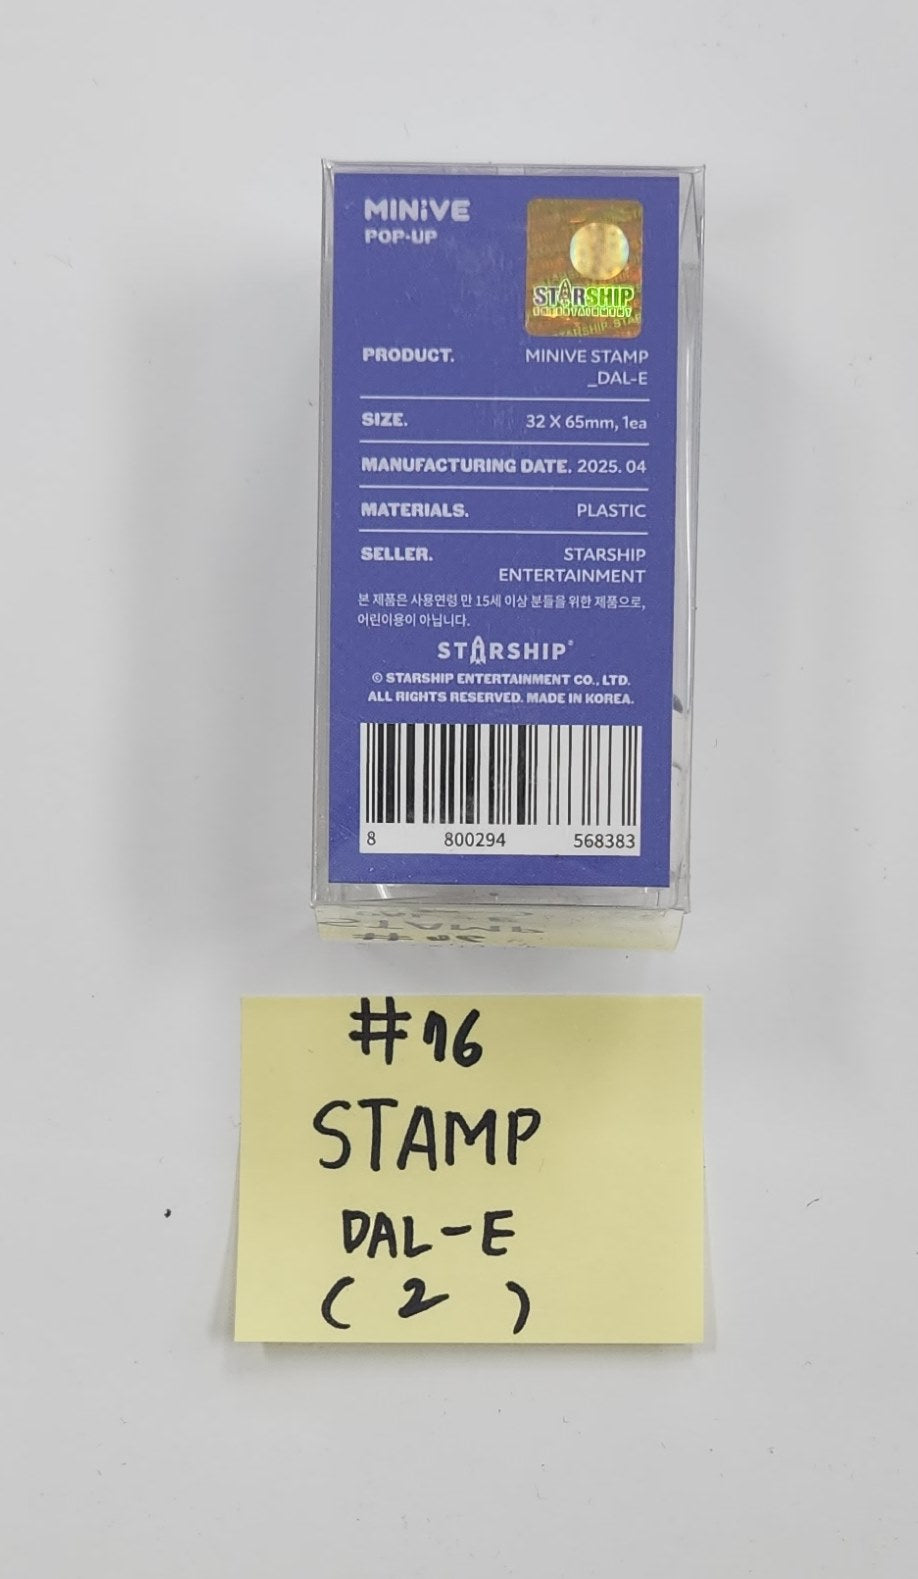 MINiVE
POP-UP
STARSHIP
ENTERTAINMENT
PRODUCT. MINIVE STAMP
_DAL-E
SIZE. 32 X 65mm, 1ea
MANUFACTURING DATE. 2025. 04
MATERIALS. PLASTIC
SELLER. STARSHIP
ENTERTAINMENT
본 제품은 사용연령 만 15세 이상 분들을 위한 제품으로,
어린이용이 아닙니다.
STARSHIP®
© STARSHIP ENTERTAINMENT CO., LTD.
ALL RIGHTS RESERVED. MADE IN KOREA.
8 800294 568383
#76
STAMP
DAL-E
( 2 )